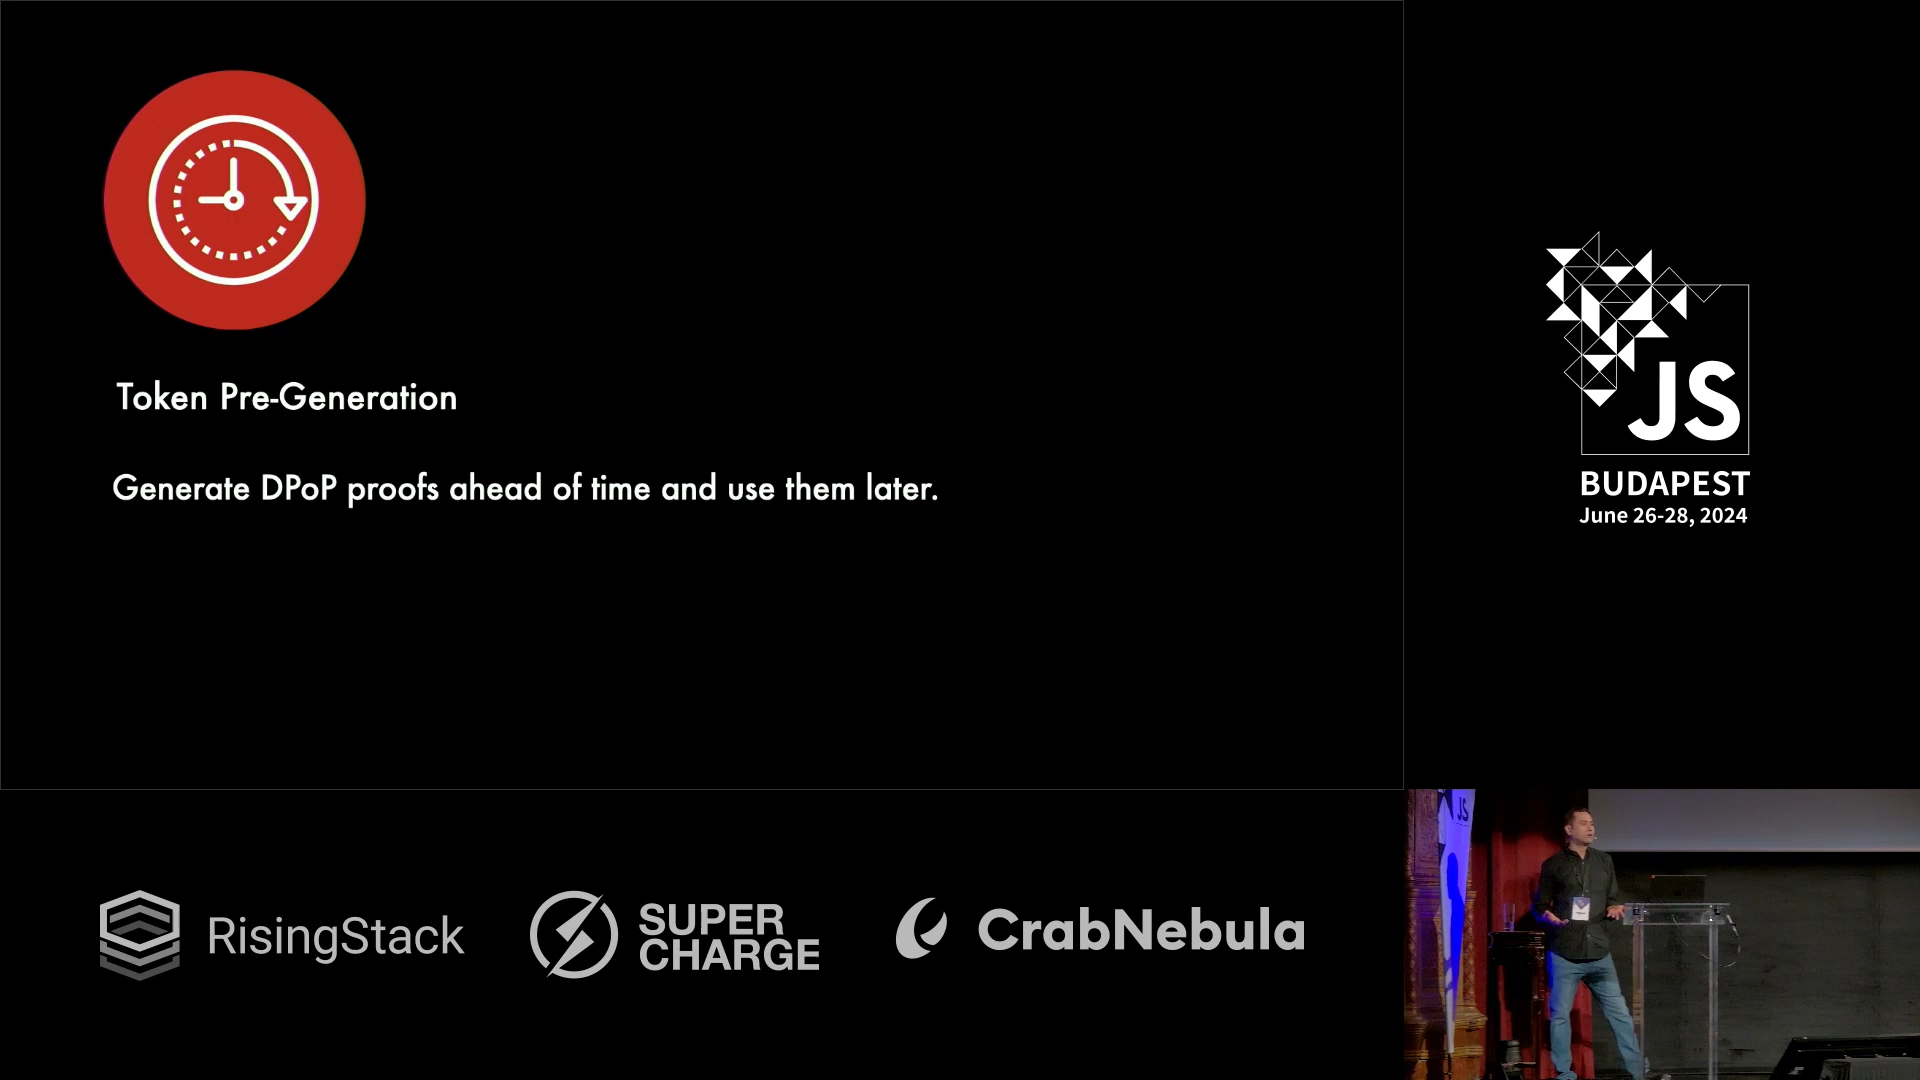 Token Pre-Generation
Generate DPoP proofs ahead of time and use them later.
JS
BUDAPEST
June 26-28, 2024
RisingStack
SUPER
CHARGE
CrabNebula
JS